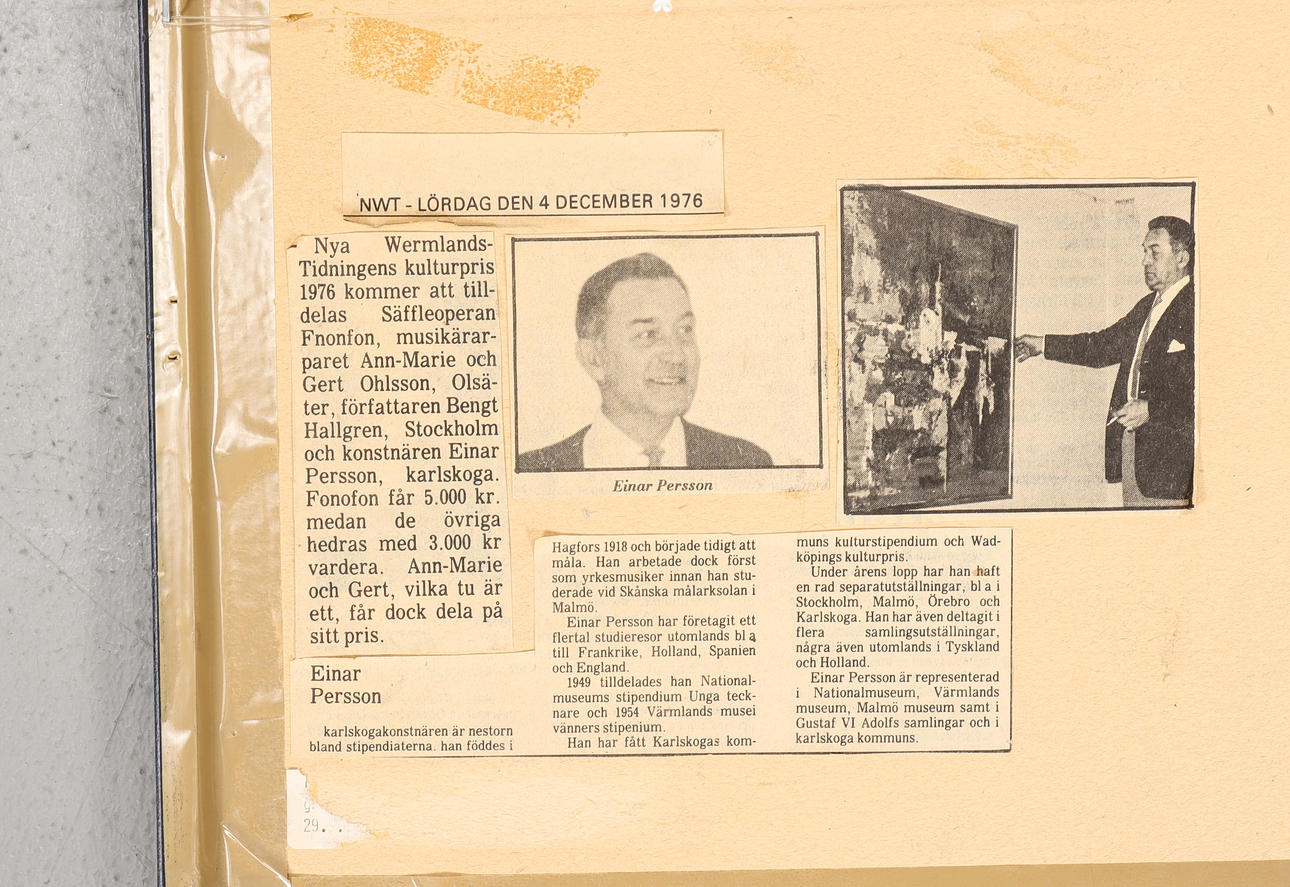 NWT - LÖRDAG DEN 4 DECEMBER 1976
Nya Wermlands-
Tidningens kulturpris
1976 kommer att till-
delas Säffleoperan
Fnonfon, musikärar-
paret Ann-Marie och
Gert Ohlsson, Olsä-
ter, författaren Bengt
Hallgren, Stockholm
och konstnären Einar
Persson, karlskoga.
Fonofon får 5.000 kr.
medan de övriga
hedras med 3.000 kr
vardera. Ann-Marie
och Gert, vilka tu är
ett, får dock dela på
sitt pris.
Einar Persson
Einar
Persson
karlskogakonstnären är nestorn
bland stipendiaterna. han föddes i
Hagfors 1918 och började tidigt att
måla. Han arbetade dock först
som yrkesmusiker innan han stu-
derade vid Skånska målarksolan i
Malmö.
Einar Persson har företagit ett
flertal studieresor utomlands bl a
till Frankrike, Holland, Spanien
och England.
1949 tilldelades han National-
museums stipendium Unga teck-
nare och 1954 Värmlands musei
vänners stipenium.
Han har fått Karlskogas kom-
muns kulturstipendium och Wad-
köpings kulturpris.
Under årens lopp har han haft
en rad separatutställningar, bl a i
Stockholm, Malmö, Örebro och
Karlskoga. Han har även deltagit i
flera samlingsutställningar,
några även utomlands i Tyskland
och Holland.
Einar Persson är representerad
i Nationalmuseum, Värmlands
museum, Malmö museum samt i
Gustaf VI Adolfs samlingar och i
karlskoga kommuns.
29.